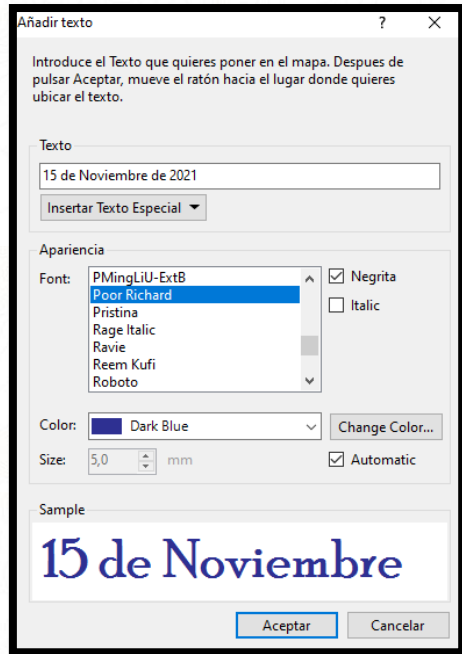 Añadir texto ? ×
Introduce el Texto que quieres poner en el mapa. Despues de
pulsar Aceptar, mueve el ratón hacia el lugar donde quieres
ubicar el texto.
Texto
15 de Noviembre de 2021
Insertar Texto Especial
Apariencia
Font:
PMingLiU-ExtB
Poor Richard
Pristina
Rage Italic
Ravie
Reem Kufi
Roboto
Negrita
Italic
Color: Dark Blue Change Color...
Size: 5,0 mm Automatic
Sample
15 de Noviembre
Aceptar Cancelar